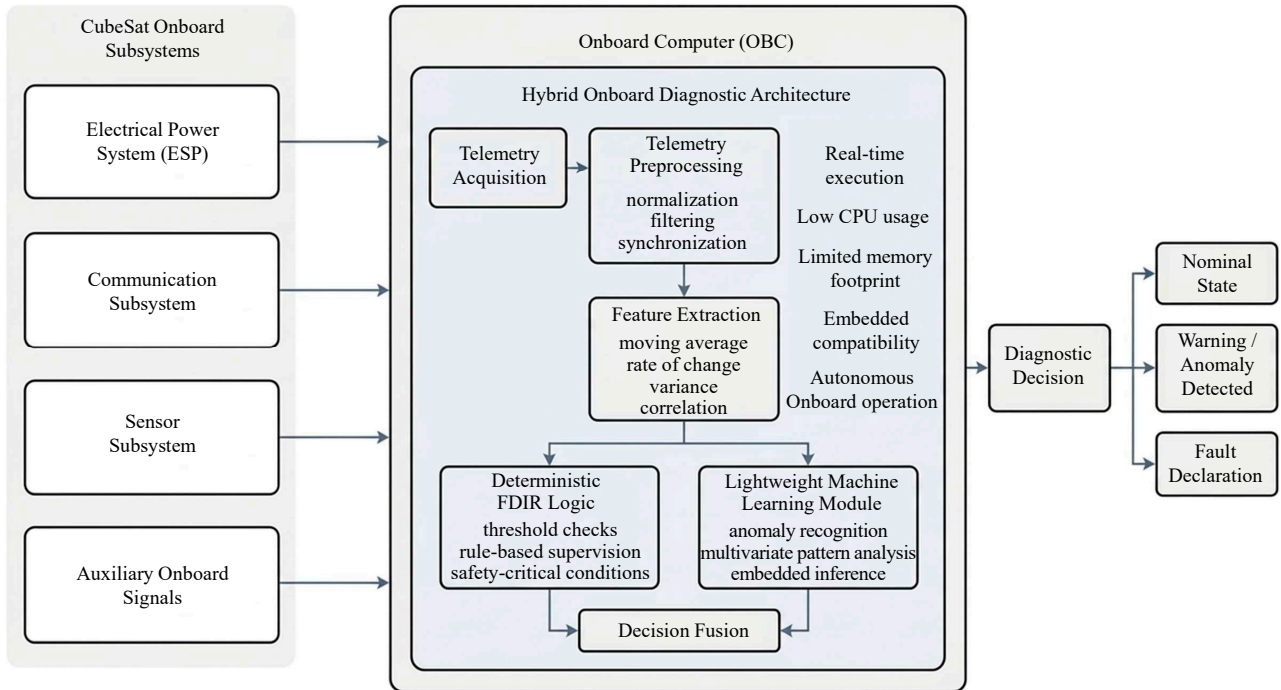 CubeSat Onboard
Subsystems
Electrical Power
System (ESP)
Communication
Subsystem
Sensor
Subsystem
Auxiliary Onboard
Signals
Onboard Computer (OBC)
Hybrid Onboard Diagnostic Architecture
Telemetry
Acquisition
Telemetry
Preprocessing
normalization
filtering
synchronization
Real-time
execution
Low CPU usage
Limited memory
footprint
Embedded
compatibility
Autonomous
Onboard operation
Feature Extraction
moving average
rate of change
variance
correlation
Deterministic
FDIR Logic
threshold checks
rule-based supervision
safety-critical conditions
Lightweight Machine
Learning Module
anomaly recognition
multivariate pattern analysis
embedded inference
Decision Fusion
Diagnostic
Decision
Nominal
State
Warning /
Anomaly
Detected
Fault
Declaration